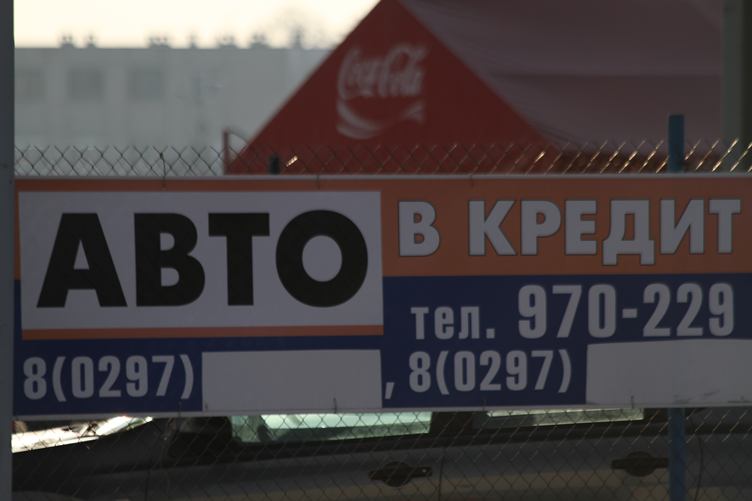 Coca-Cola
АВТО В КРЕДИТ
тел. 970-229
8(0297) , 8(0297)